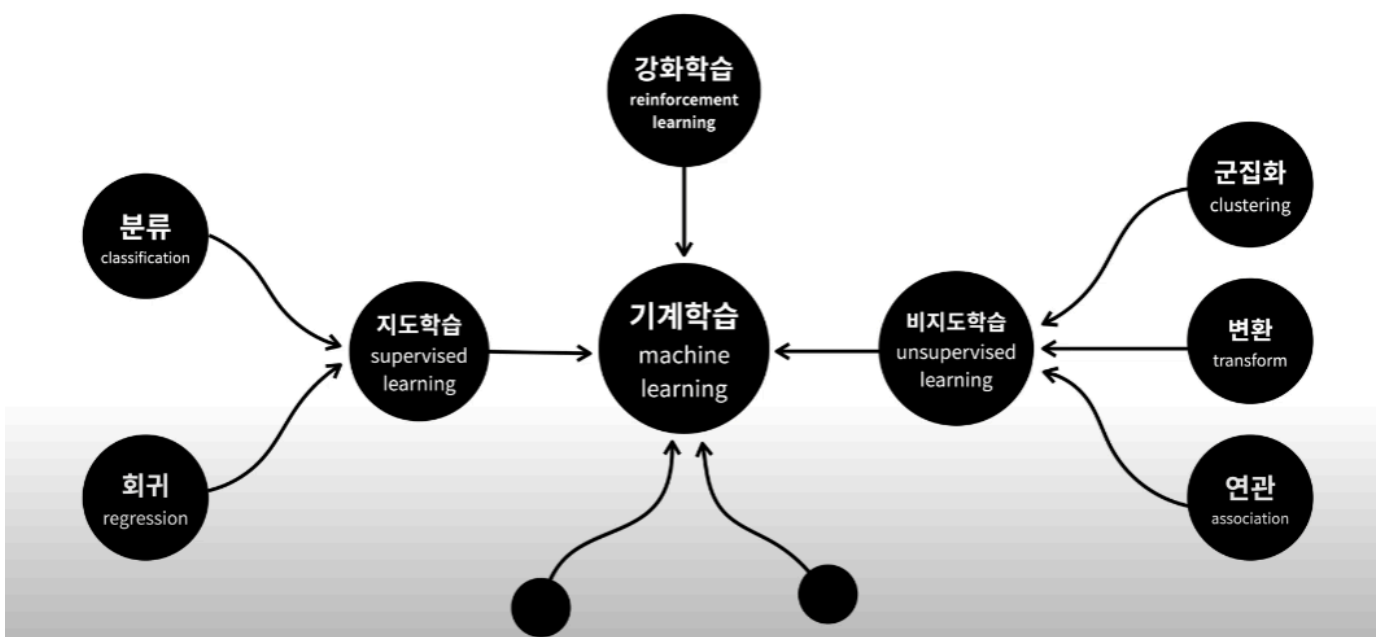 강화학습
reinforcement
learning
분류
classification
군집화
clustering
지도학습
supervised
learning
기계학습
machine
learning
비지도학습
unsupervised
learning
변환
transform
회귀
regression
연관
association